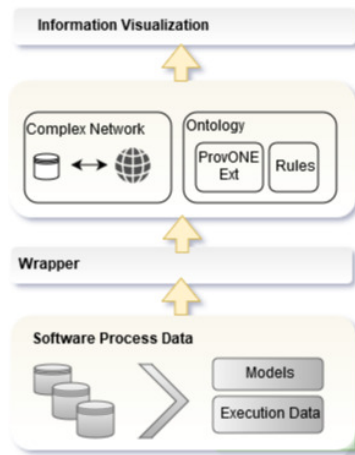 Information Visualization
Complex Network
Ontology
ProvONE
Ext
Rules
Wrapper
Software Process Data
Models
Execution Data